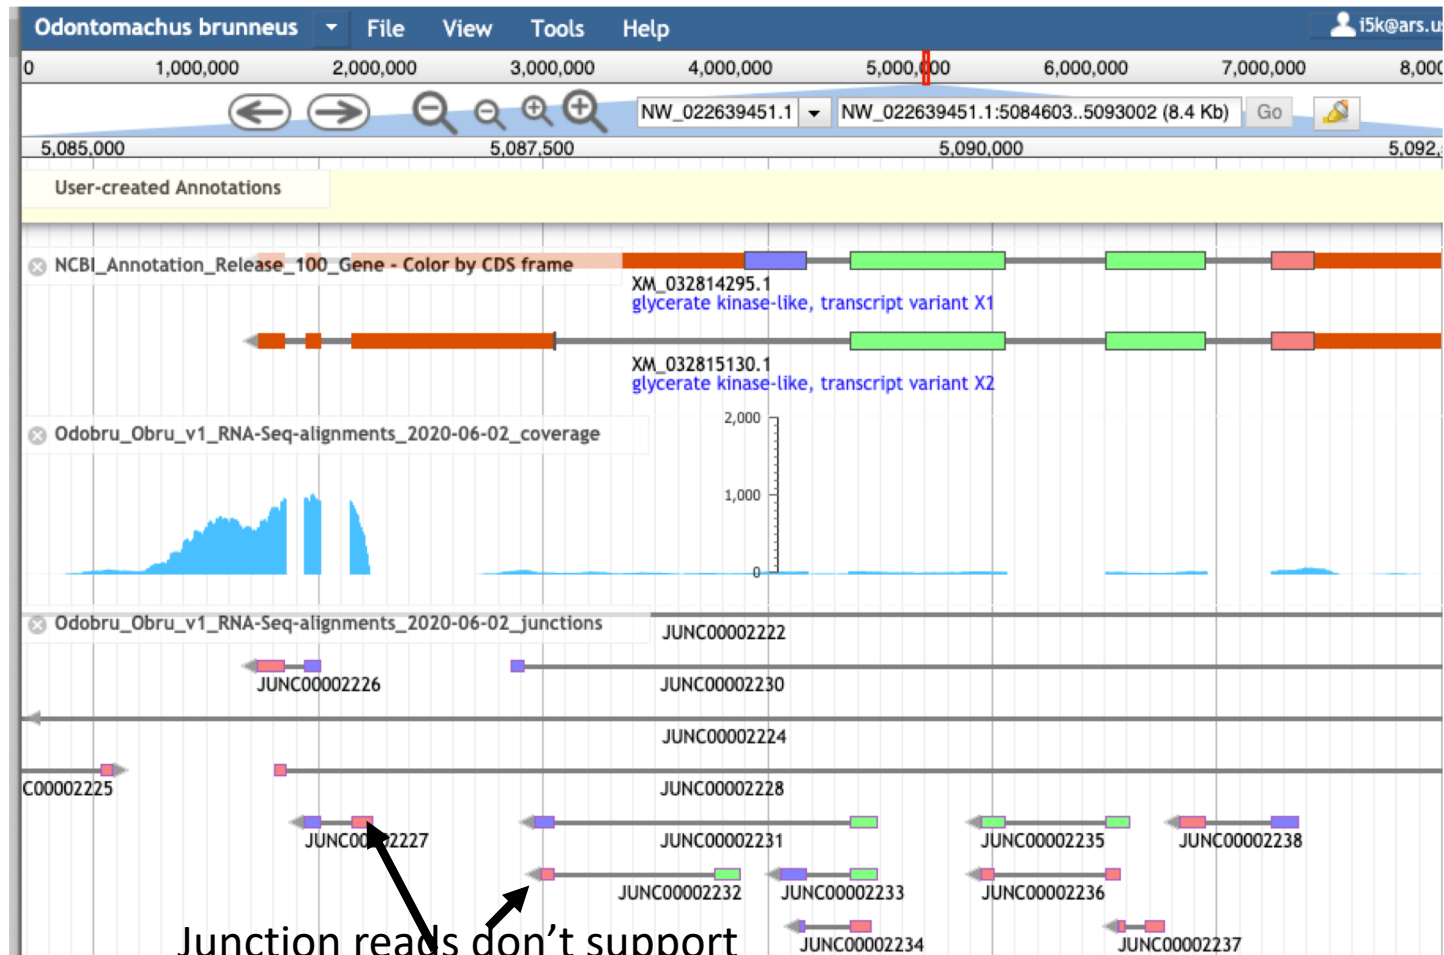 Odontomachus brunneus File View Tools Help i5k@ars.u
0 1,000,000 2,000,000 3,000,000 4,000,000 5,000,000 6,000,000 7,000,000 8,000
NW_022639451.1 NW_022639451.1:5084603..5093002 (8.4 Kb) Go
5,085,000 5,087,500 5,090,000 5,092,
User-created Annotations
NCBI_Annotation_Release_100_Gene - Color by CDS frame
XM_032814295.1
glycerate kinase-like, transcript variant X1
XM_032815130.1
glycerate kinase-like, transcript variant X2
2,000
Odobru_Obru_v1_RNA-Seq-alignments_2020-06-02_coverage
1,000
0
Odobru_Obru_v1_RNA-Seq-alignments_2020-06-02_junctions
JUNC00002222
JUNC00002226 JUNC00002230
JUNC00002224
C00002225 JUNC00002228
JUNC00002227 JUNC00002231 JUNC00002235 JUNC00002238
JUNC00002232 JUNC00002233 JUNC00002236
Junction reads don’t support
JUNC00002234 JUNC00002237